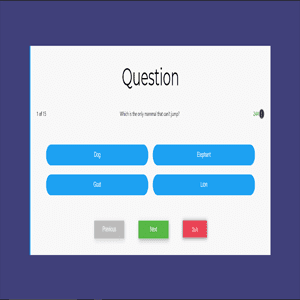 Question
1 of 15 Which is the only mammal that can't jump?
Dog Elephant
Goat Lion
Previous Next Quit